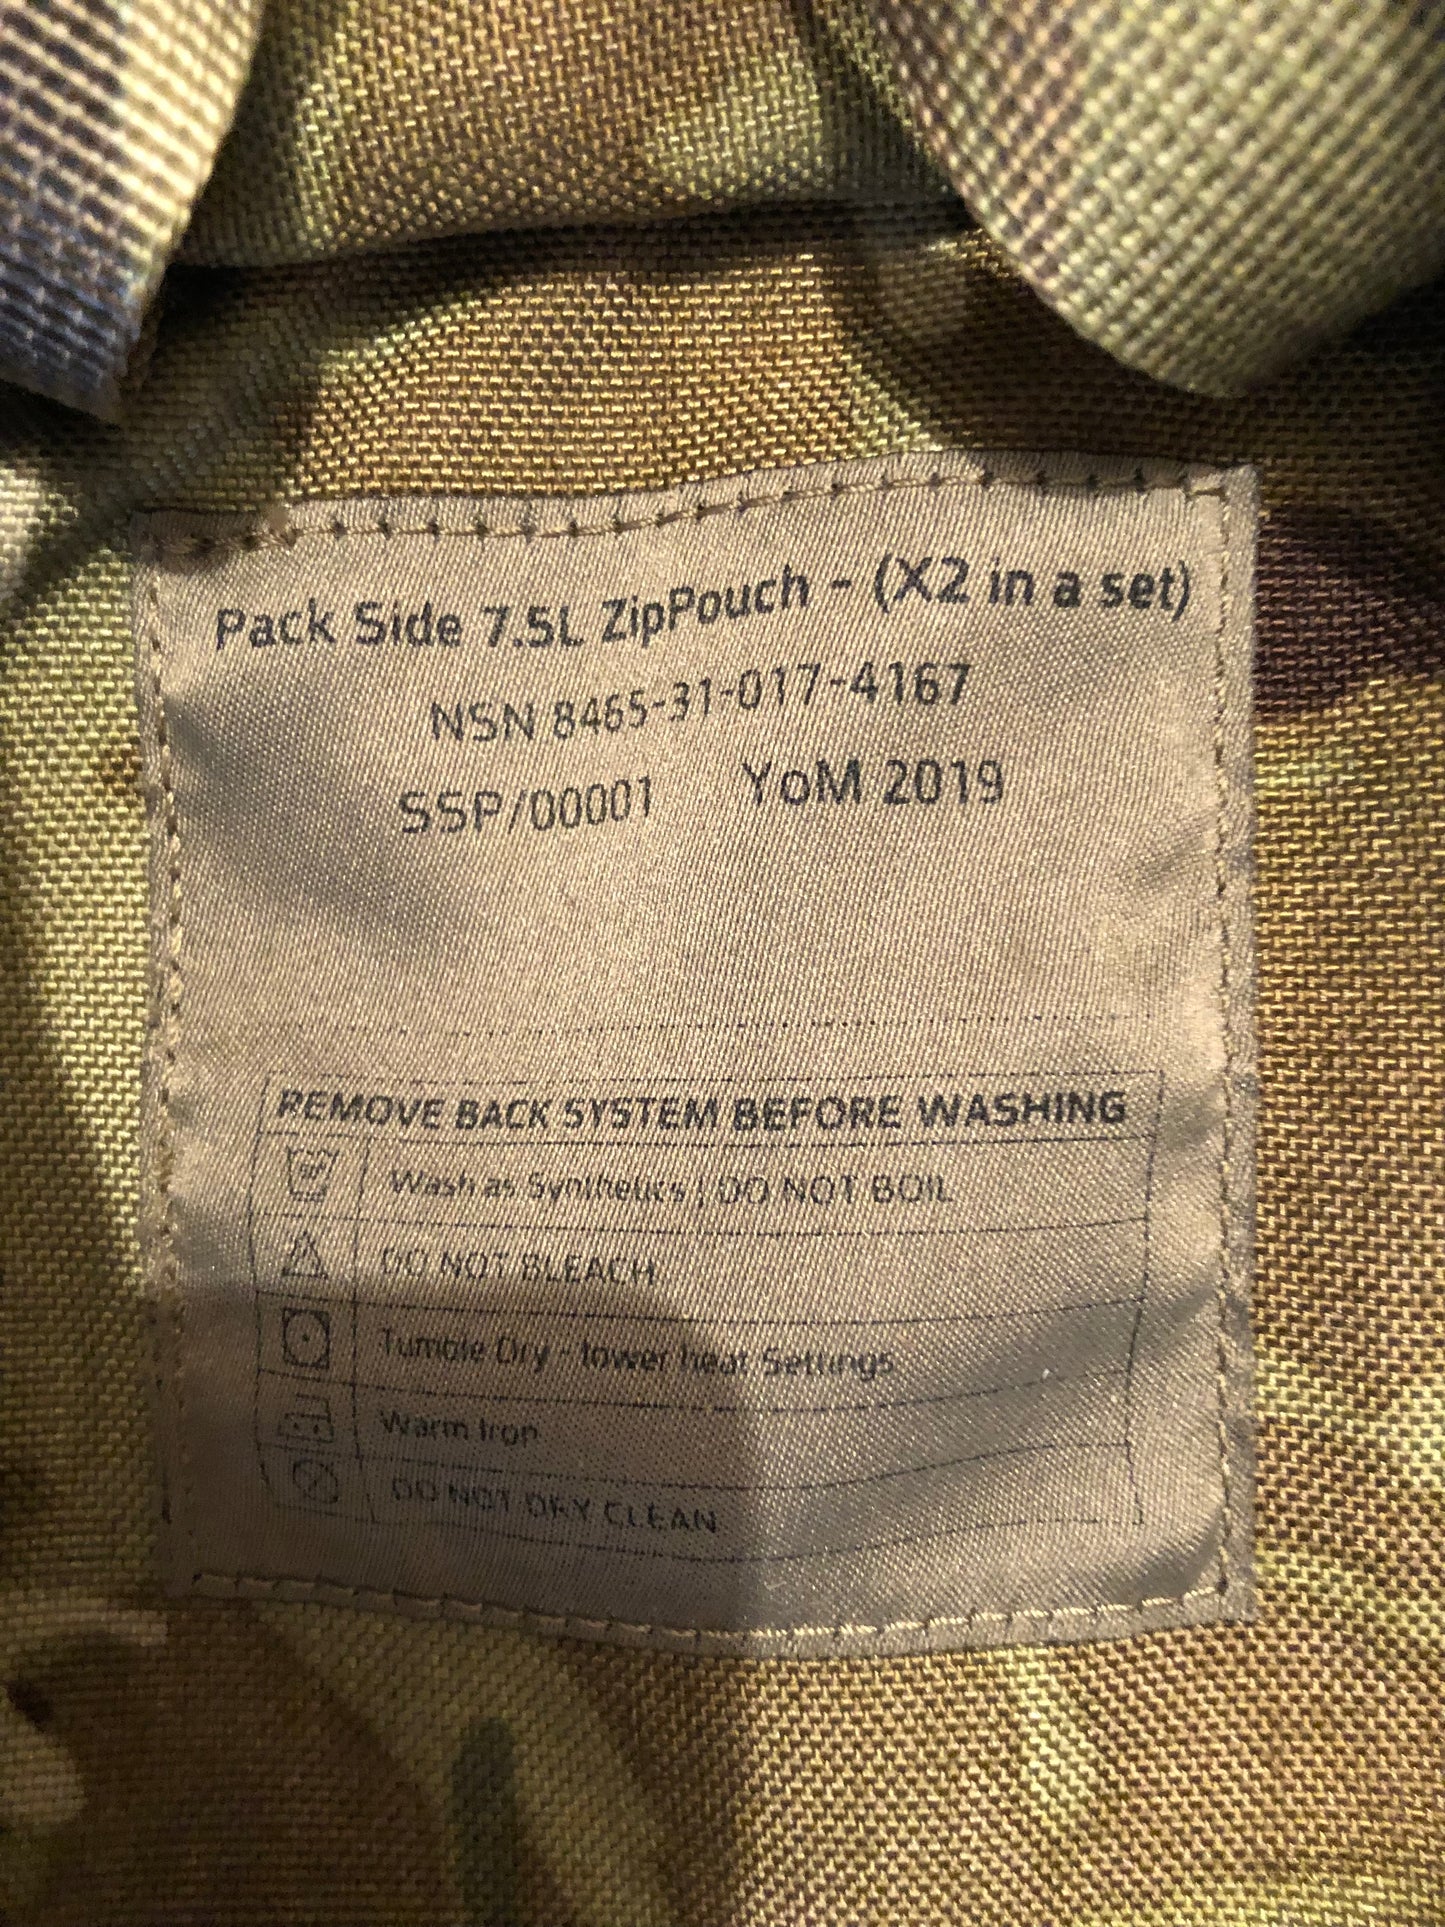 Pack Side 7.5L ZipPouch - (X2 in a set)
NSN 8465-31-017-4167
SSP/00001 YoM 2019
REMOVE BACK SYSTEM BEFORE WASHING
Wash as Synthetics | DO NOT BOIL
DO NOT BLEACH
Tumble Dry - lower heat Settings
Warm Iron
DO NOT DRY CLEAN